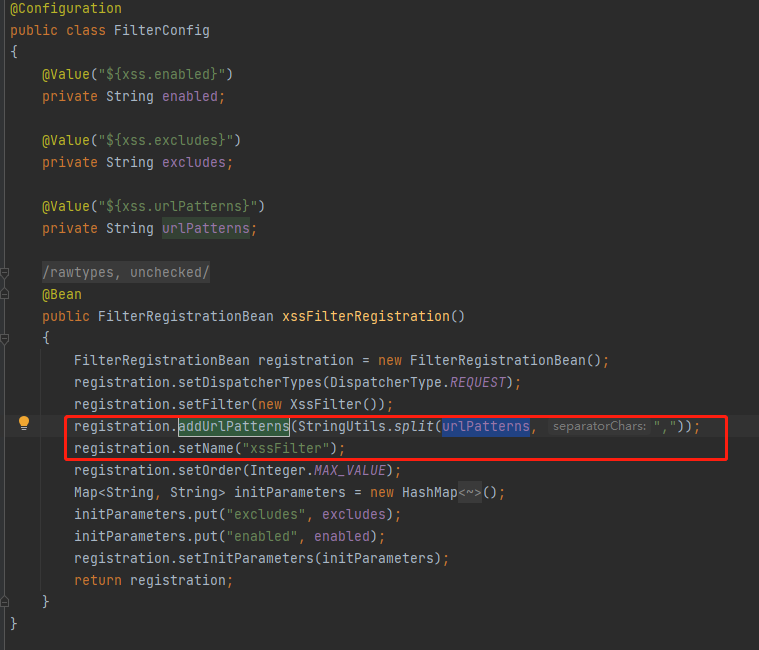 @Configuration
public class FilterConfig
{
@Value("${xss.enabled}")
private String enabled;
@Value("${xss.excludes}")
private String excludes;
@Value("${xss.urlPatterns}")
private String urlPatterns;
/rawtypes, unchecked/
@Bean
public FilterRegistrationBean xssFilterRegistration()
{
FilterRegistrationBean registration = new FilterRegistrationBean();
registration.setDispatcherTypes(DispatcherType.REQUEST);
registration.setFilter(new XssFilter());
registration.addUrlPatterns(StringUtils.split(urlPatterns, separatorChars: ","));
registration.setName("xssFilter");
registration.setOrder(Integer.MAX_VALUE);
Map<String, String> initParameters = new HashMap<~>();
initParameters.put("excludes", excludes);
initParameters.put("enabled", enabled);
registration.setInitParameters(initParameters);
return registration;
}
}